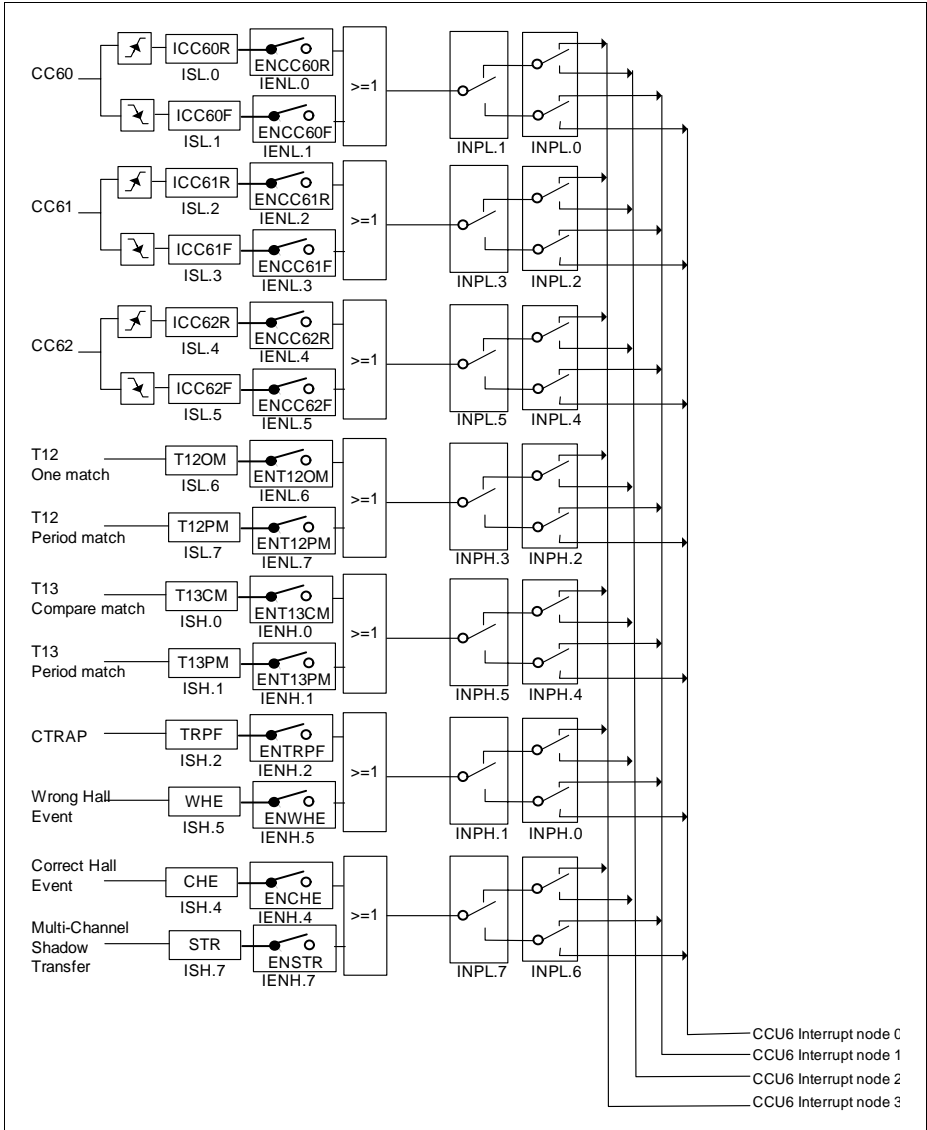 ICC60R
ENCC60R
ISL.0
IENL.0
CC60
>=1
ICC60F
ENCC60F
ISL.1
IENL.1
INPL.1
INPL.0
ICC61R
ENCC61R
ISL.2
IENL.2
CC61
>=1
ICC61F
ENCC61F
ISL.3
IENL.3
INPL.3
INPL.2
ICC62R
ENCC62R
ISL.4
IENL.4
CC62
>=1
ICC62F
ENCC62F
ISL.5
IENL.5
INPL.5
INPL.4
T12
One match
T12OM
ENT12OM
ISL.6
IENL.6
>=1
T12
Period match
T12PM
ENT12PM
ISL.7
IENL.7
INPH.3
INPH.2
T13
Compare match
T13CM
ENT13CM
ISH.0
IENH.0
>=1
T13
Period match
T13PM
ENT13PM
ISH.1
IENH.1
INPH.5
INPH.4
CTRAP
TRPF
ENTRPF
ISH.2
IENH.2
>=1
Wrong Hall
Event
WHE
ENWHE
ISH.5
IENH.5
INPH.1
INPH.0
Correct Hall
Event
CHE
ENCHE
ISH.4
IENH.4
>=1
Multi-Channel
Shadow
Transfer
STR
ENSTR
ISH.7
IENH.7
INPL.7
INPL.6
CCU6 Interrupt node 0
CCU6 Interrupt node 1
CCU6 Interrupt node 2
CCU6 Interrupt node 3